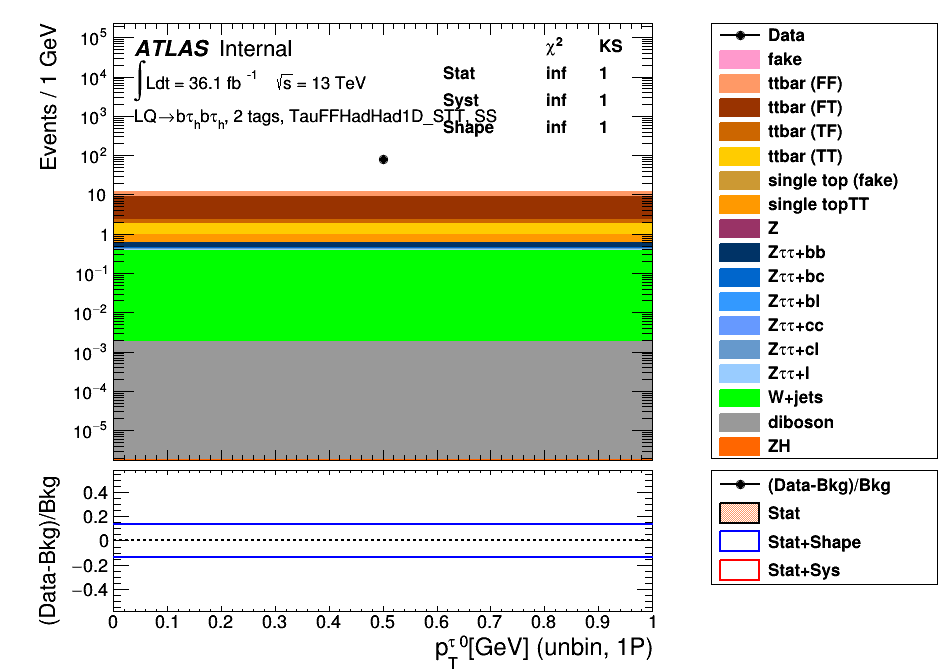 Events / 1 GeV
10⁵
10⁴
10³
10²
10
1
10⁻¹
10⁻²
10⁻³
10⁻⁴
10⁻⁵
ATLAS Internal
∫Ldt = 36.1 fb⁻¹ √s = 13 TeV
LQ→bτₕbτₕ, 2 tags, TauFFHadHad1D_STT, SS
χ² KS
Stat inf 1
Syst inf 1
Shape inf 1
Data
fake
ttbar (FF)
ttbar (FT)
ttbar (TF)
ttbar (TT)
single top (fake)
single topTT
Z
Zττ+bb
Zττ+bc
Zττ+bl
Zττ+cc
Zττ+cl
Zττ+l
W+jets
diboson
ZH
(Data-Bkg)/Bkg
0.4
0.2
0
−0.2
−0.4
0 0.1 0.2 0.3 0.4 0.5 0.6 0.7 0.8 0.9 1
p_T^{τ 0}[GeV] (unbin, 1P)
(Data-Bkg)/Bkg
Stat
Stat+Shape
Stat+Sys